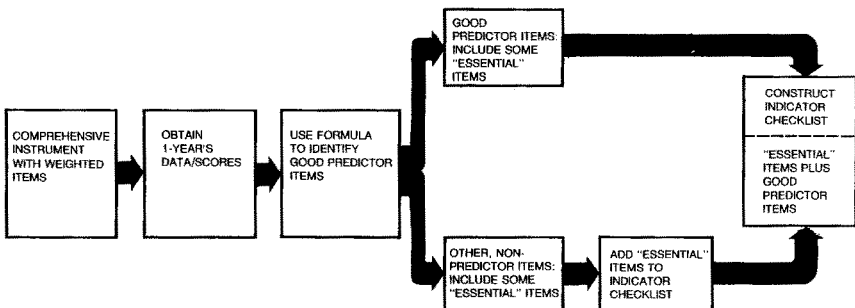 COMPREHENSIVE
INSTRUMENT
WITH WEIGHTED
ITEMS
OBTAIN
1-YEAR'S
DATA/SCORES
USE FORMULA
TO IDENTIFY
GOOD PREDICTOR
ITEMS
GOOD
PREDICTOR ITEMS:
INCLUDE SOME
"ESSENTIAL"
ITEMS
OTHER, NON-
PREDICTOR ITEMS:
INCLUDE SOME
"ESSENTIAL" ITEMS
ADD "ESSENTIAL"
ITEMS TO
INDICATOR
CHECKLIST
CONSTRUCT
INDICATOR
CHECKLIST
"ESSENTIAL"
ITEMS PLUS
GOOD
PREDICTOR
ITEMS